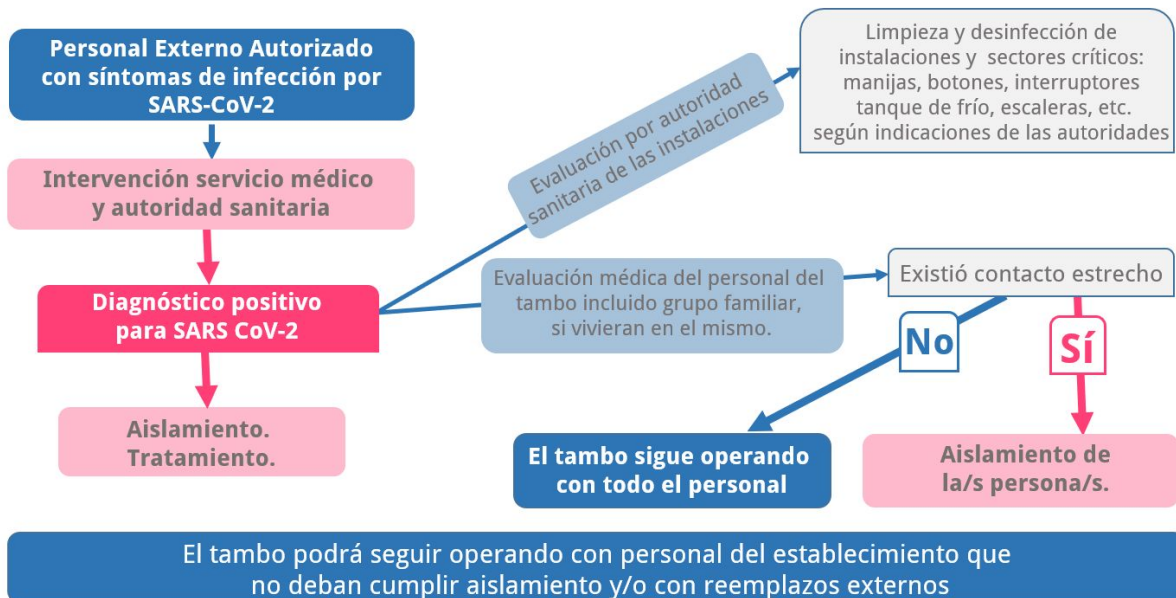 Personal Externo Autorizado
con síntomas de infección por
SARS-CoV-2
Intervención servicio médico
y autoridad sanitaria
Diagnóstico positivo
para SARS CoV-2
Aislamiento.
Tratamiento.
Evaluación por autoridad
sanitaria de las instalaciones
Limpieza y desinfección de
instalaciones y sectores críticos:
manijas, botones, interruptores
tanque de frío, escaleras, etc.
según indicaciones de las autoridades
Evaluación médica del personal del
tambo incluido grupo familiar,
si vivieran en el mismo.
Existió contacto estrecho
No
Sí
El tambo sigue operando
con todo el personal
Aislamiento de
la/s persona/s.
El tambo podrá seguir operando con personal del establecimiento que
no deban cumplir aislamiento y/o con reemplazos externos